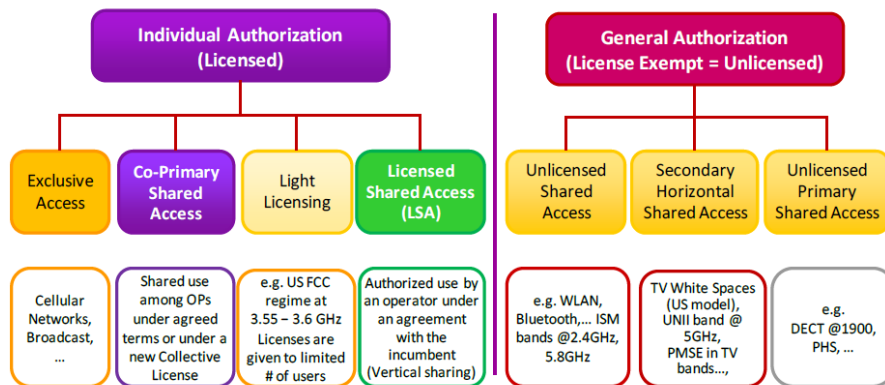 Individual Authorization
(Licensed)
General Authorization
(License Exempt = Unlicensed)
Exclusive
Access
Co-Primary
Shared
Access
Light
Licensing
Licensed
Shared Access
(LSA)
Unlicensed
Shared
Access
Secondary
Horizontal
Shared Access
Unlicensed
Primary
Shared Access
Cellular
Networks,
Broadcast,
...
Shared use
among OPs
under agreed
terms or under a
new Collective
License
e.g. US FCC
regime at
3.55 – 3.6 GHz
Licenses are
given to limited
# of users
Authorized use by
an operator under
an agreement
with the
incumbent
(Vertical sharing)
e.g. WLAN,
Bluetooth,... ISM
bands @2.4GHz,
5.8GHz
TV White Spaces
(US model),
UNII band @
5GHz,
PMSE in TV
bands...,
e.g.
DECT @1900,
PHS, ...